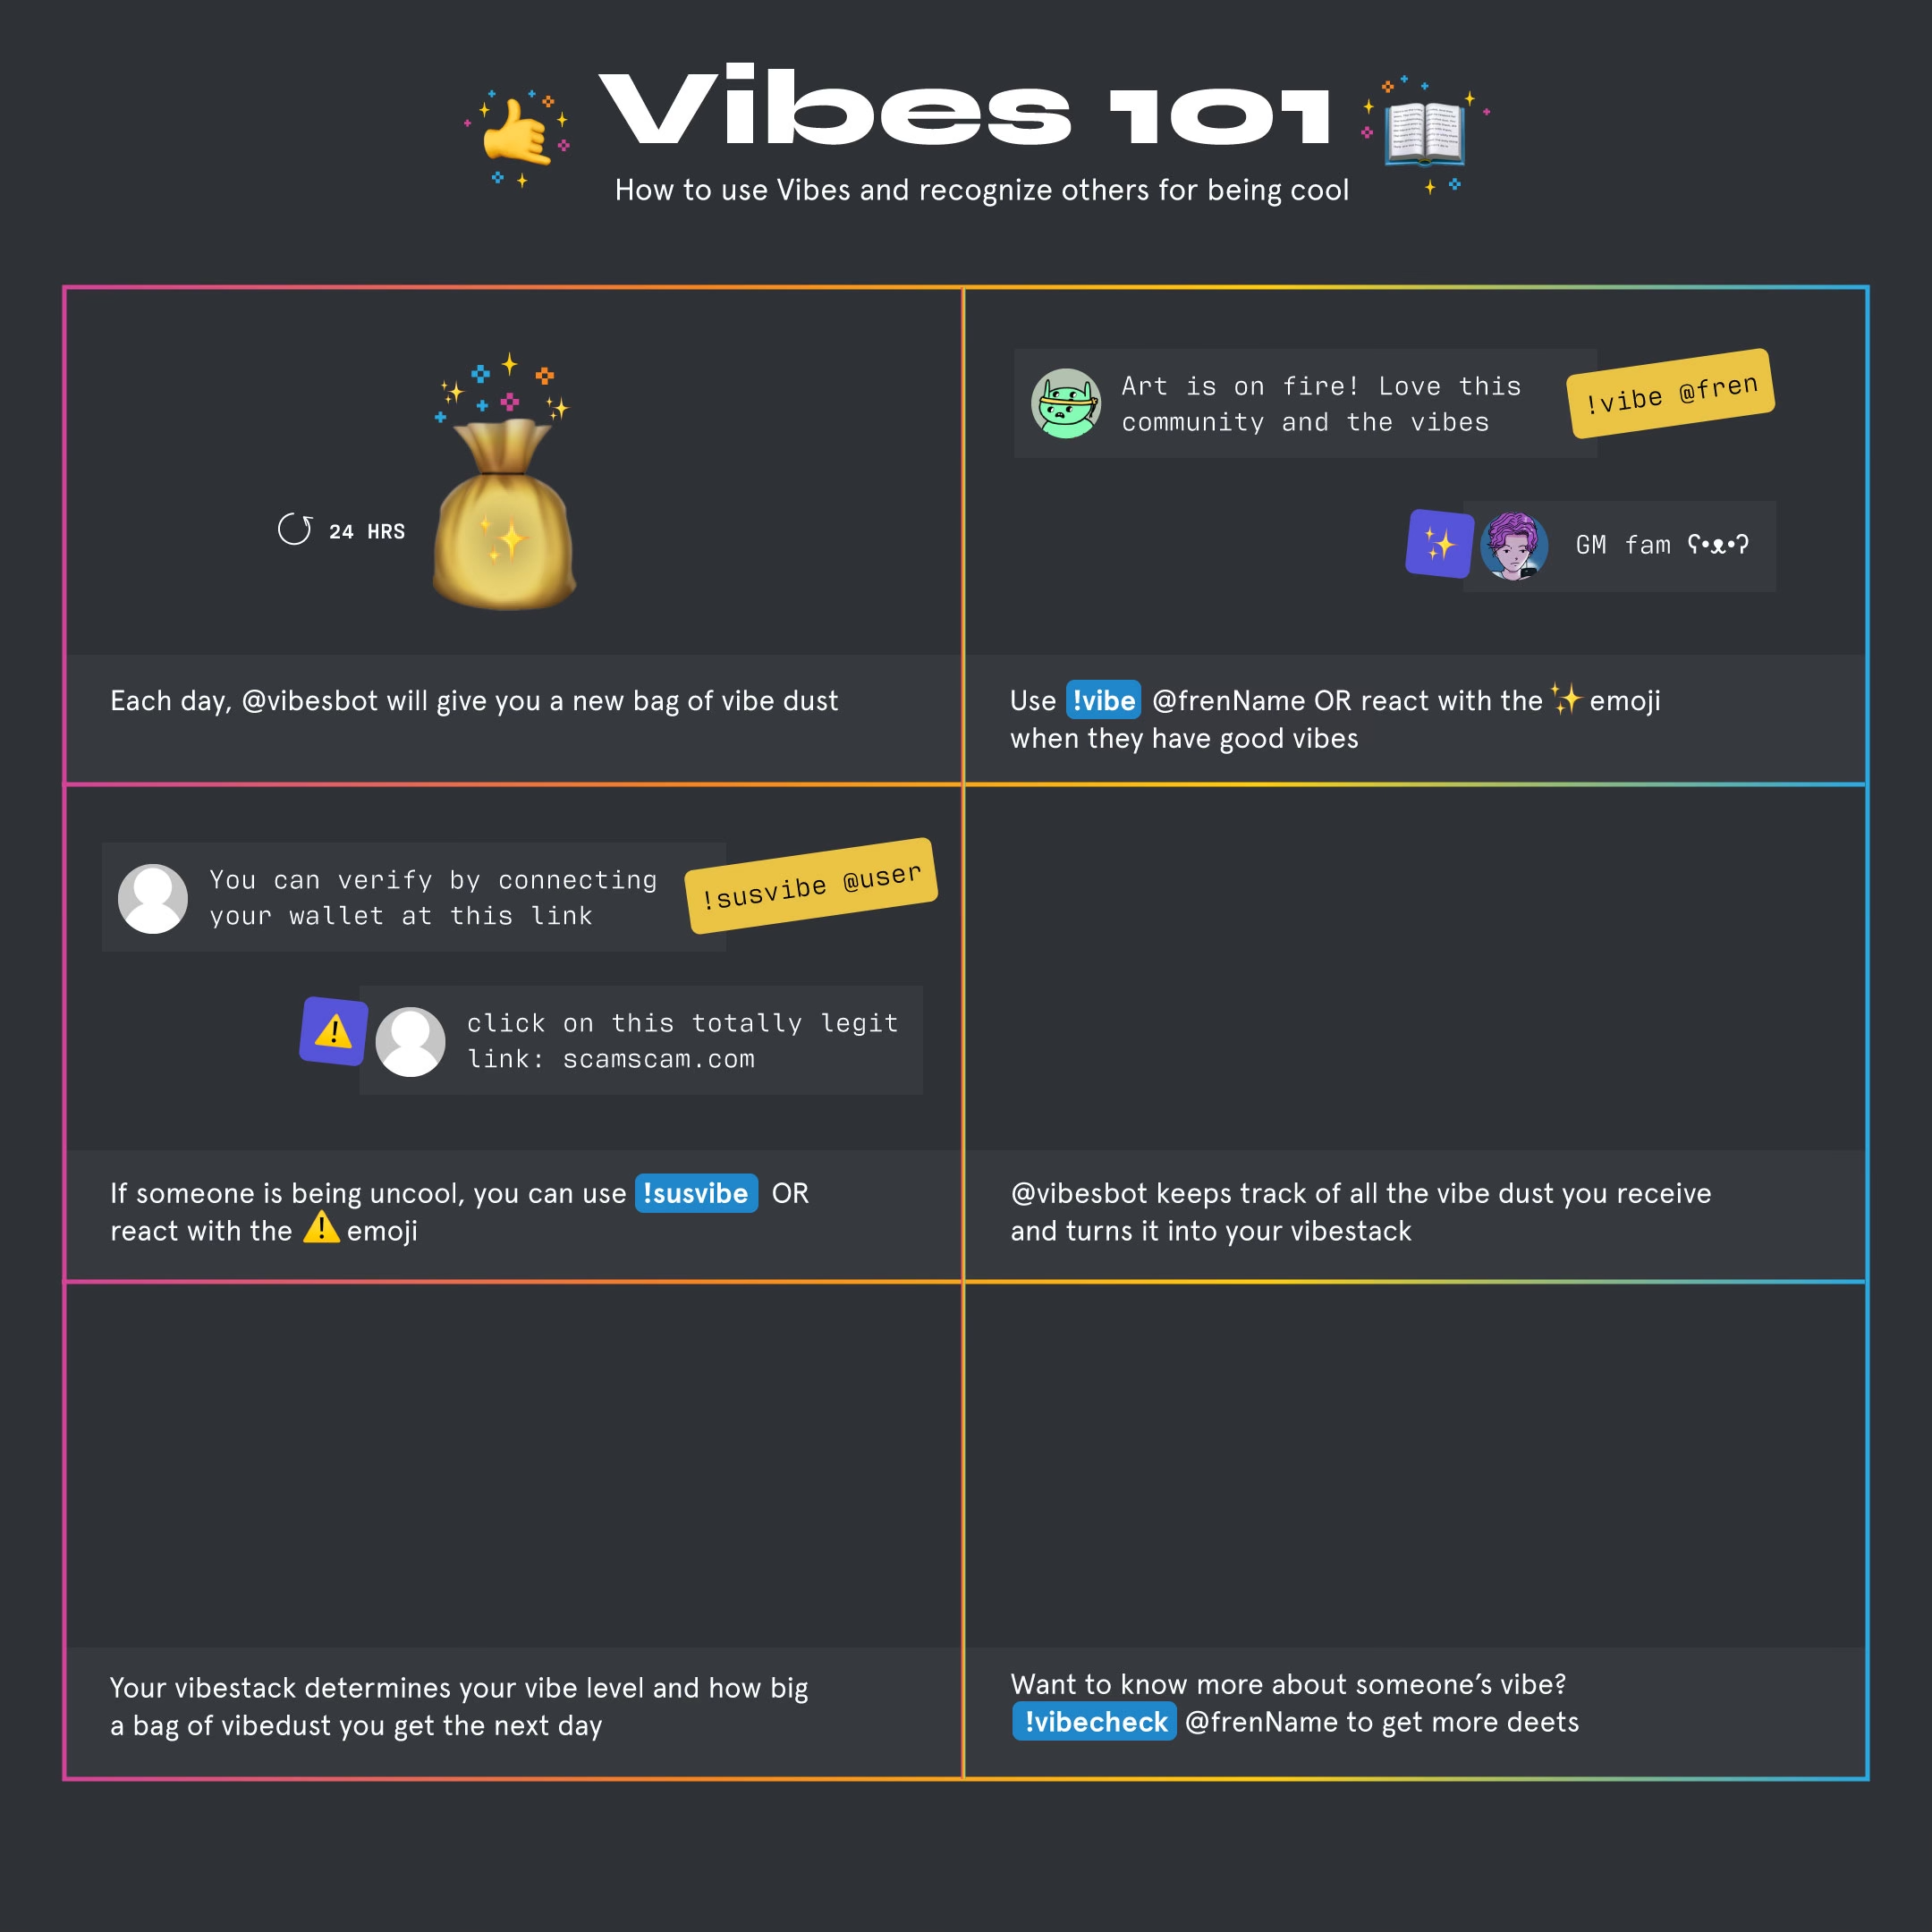 Vibes 101
How to use Vibes and recognize others for being cool
24 HRS
Each day, @vibesbot will give you a new bag of vibe dust
Art is on fire! Love this
community and the vibes
!vibe @fren
GM fam ʕ•ᴥ•ʔ
Use !vibe @frenName OR react with the ✨ emoji
when they have good vibes
You can verify by connecting
your wallet at this link
!susvibe @user
click on this totally legit
link: scamscam.com
If someone is being uncool, you can use !susvibe OR
react with the ⚠️ emoji
@vibesbot keeps track of all the vibe dust you receive
and turns it into your vibestack
Your vibestack determines your vibe level and how big
a bag of vibedust you get the next day
Want to know more about someone’s vibe?
!vibecheck @frenName to get more deets